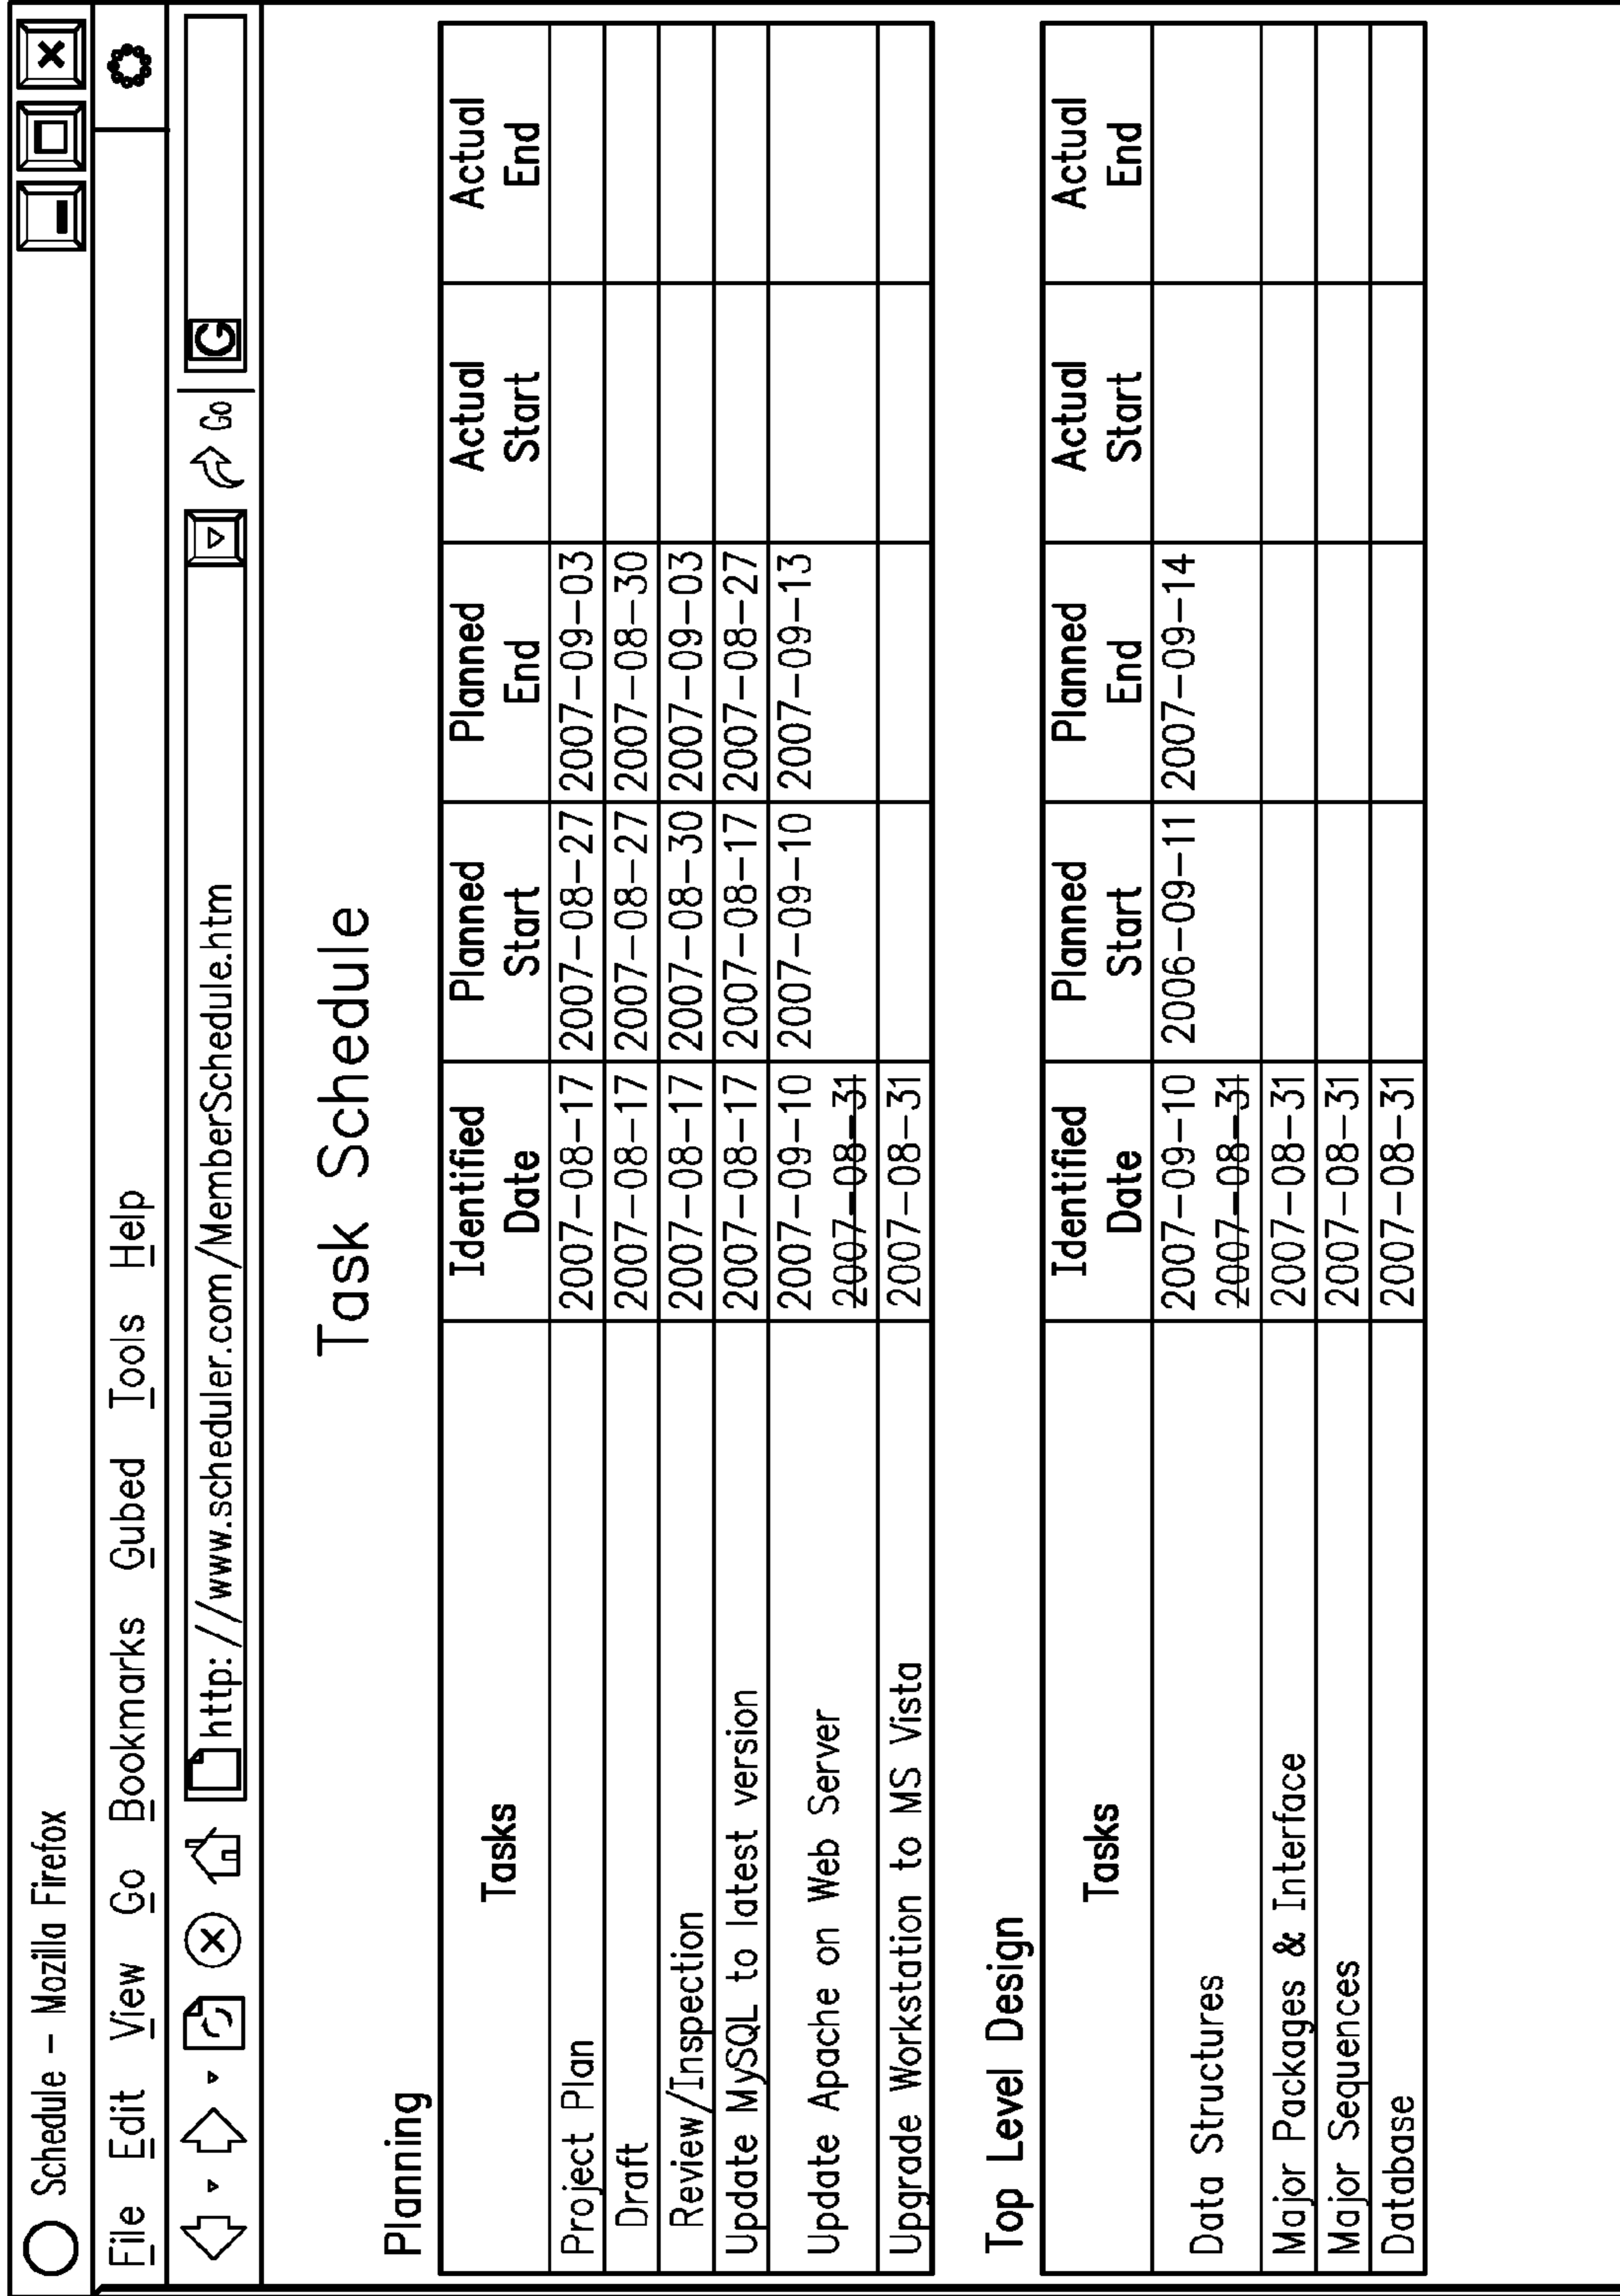 Schedule – Mozilla Firefox
File Edit View Go Bookmarks Gubed Tools Help
http: //www.scheduler.com/MemberSchedule.htm Go G
Task Schedule
Planning
Tasks Identified Date Planned Start Planned End Actual Start Actual End
Project Plan 2007–08–17 2007–08–27 2007–09–03
Draft 2007–08–17 2007–08–27 2007–08–30
Review/Inspection 2007–08–17 2007–08–30 2007–09–03
Update MySQL to latest version 2007–08–17 2007–08–17 2007–08–27
Update Apache on Web Server 2007–09–10 2007–09–10 2007–09–13
2007–08–31
Upgrade Workstation to MS Vista 2007–08–31
Top Level Design
Tasks Identified Date Planned Start Planned End Actual Start Actual End
Data Structures 2007–09–10 2006–09–11 2007–09–14
2007–08–31
Major Packages & Interface 2007–08–31
Major Sequences 2007–08–31
Database 2007–08–31